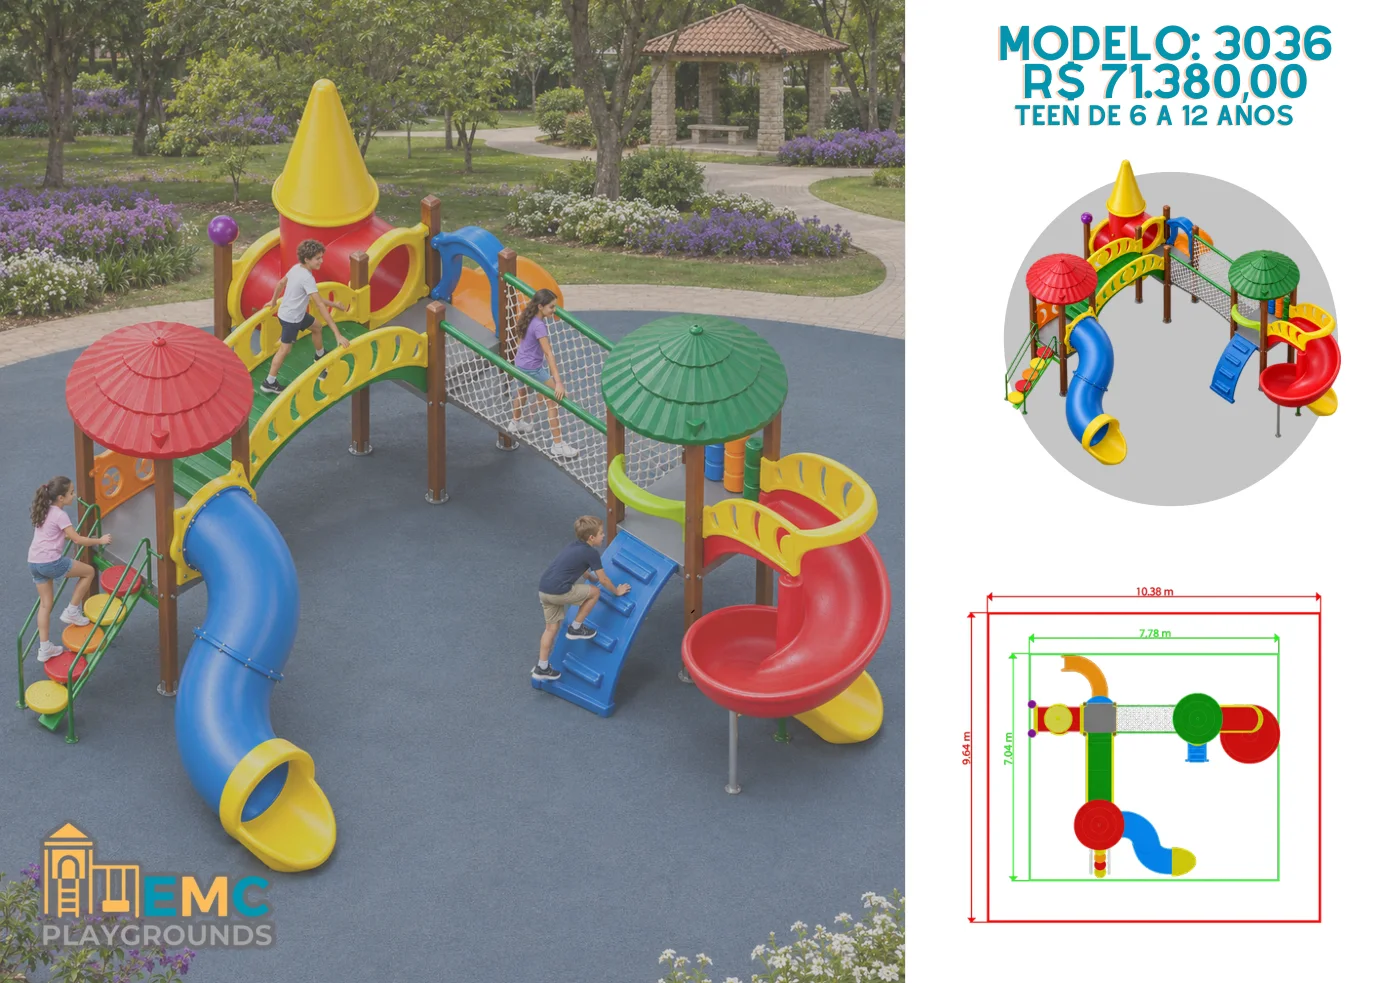 MODELO: 3036
R$ 71.380,00
TEEN DE 6 A 12 ANOS
10.38 m
7.78 m
9.64 m
7.04 m
EMC
PLAYGROUNDS